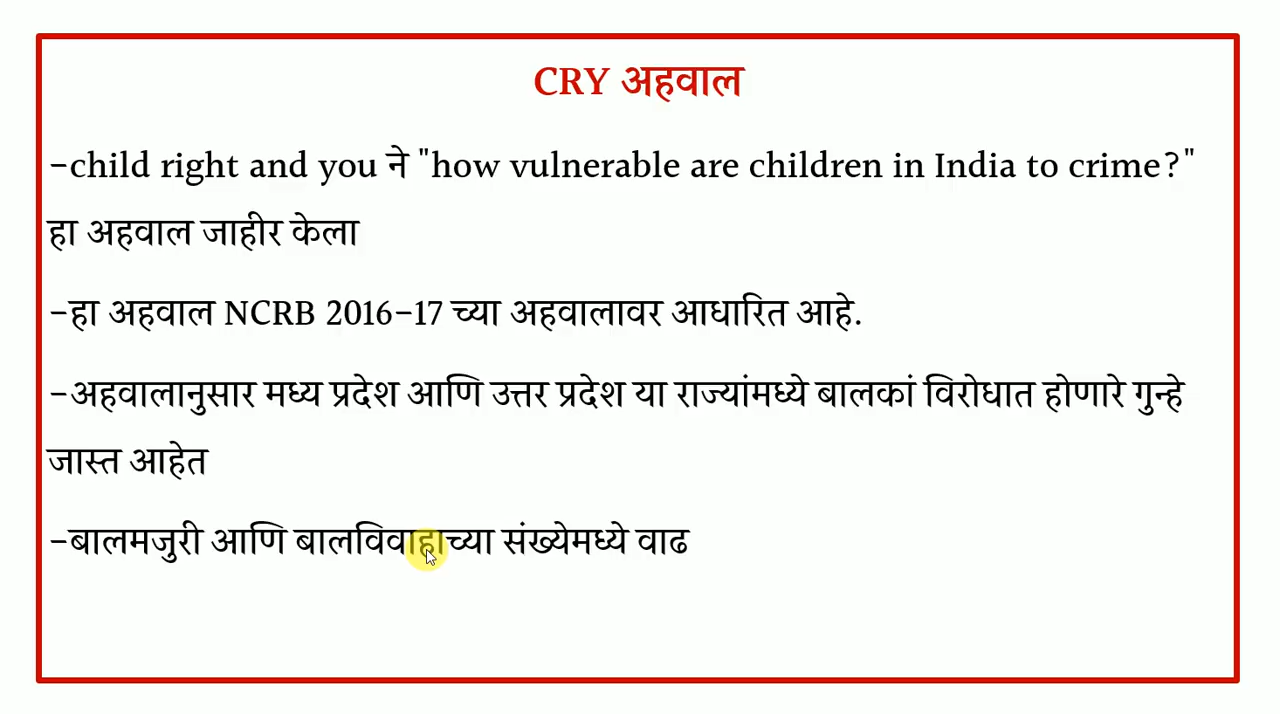 CRY अहवाल
-child right and you ने "how vulnerable are children in India to crime?"
हा अहवाल जाहीर केला
-हा अहवाल NCRB 2016-17 च्या अहवालावर आधारित आहे.
-अहवालानुसार मध्य प्रदेश आणि उत्तर प्रदेश या राज्यांमध्ये बालकां विरोधात होणारे गुन्हे
जास्त आहेत
-बालमजुरी आणि बालविवाहाच्या संख्येमध्ये वाढ